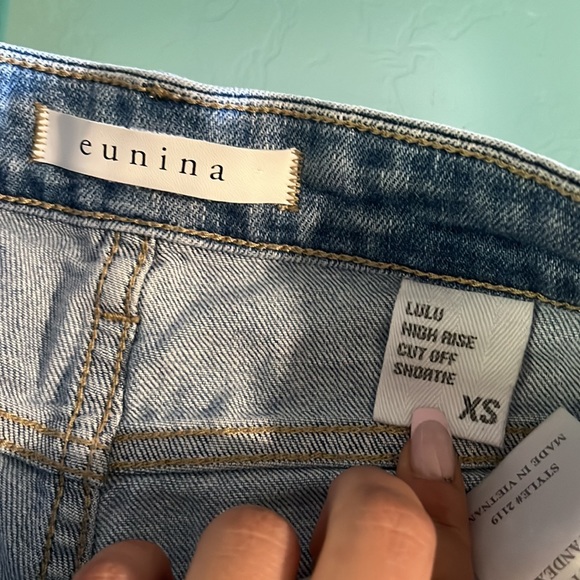 eunina
LULU
HIGH RISE
CUT OFF
SHORTIE
XS
STYLE# 2119
MADE IN VIETNAM